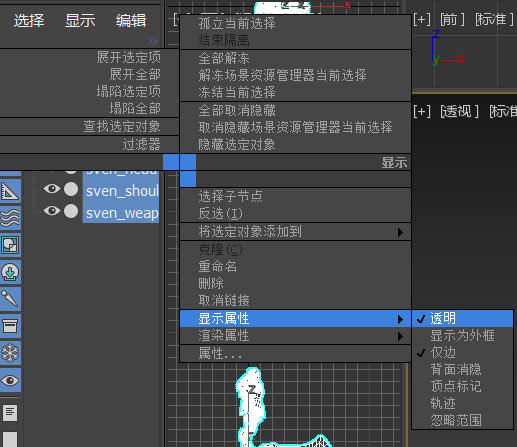 选择 显示 编辑
[+] [前] [标准]
孤立当前选择
结束隔离
展开选定项
全部解冻
展开全部
解冻场景资源管理器当前选择
塌陷选定项
冻结当前选择
塌陷全部
全部取消隐藏
查找选定对象
取消隐藏场景资源管理器当前选择
过滤器
隐藏选定对象
显示
[+] [透视] [标准
sven_shoul
sven_weap
选择子节点
反选(I)
将选定对象添加到
克隆(C)
重命名
删除
取消链接
显示属性
渲染属性
属性...
透明
显示为外框
仅边
背面消隐
顶点标记
轨迹
忽略范围
z
x
y
x
Z